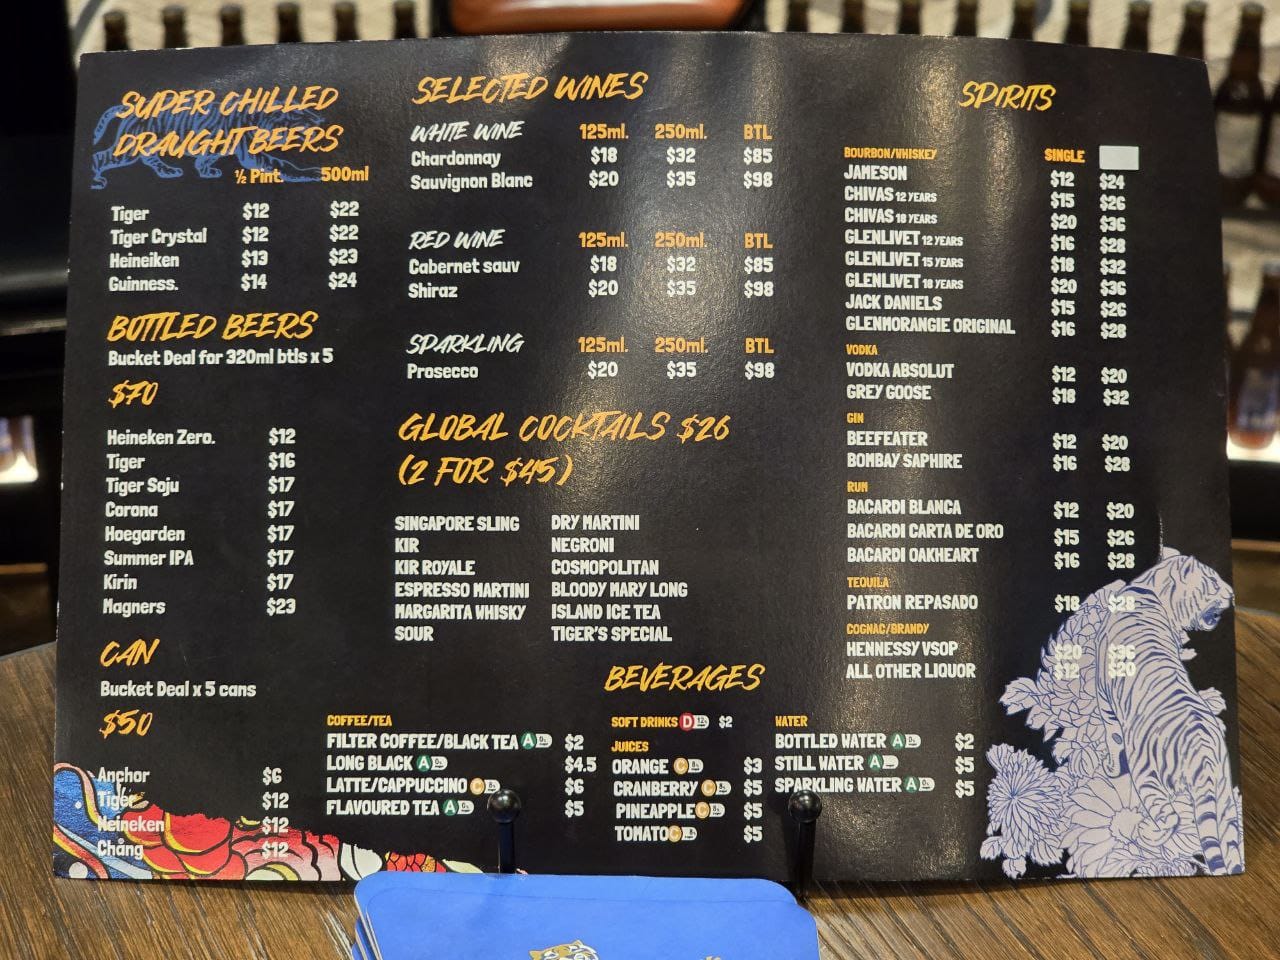 SUPER CHILLED
DRAUGHT BEERS
½ Pint. 500ml
Tiger $12 $22
Tiger Crystal $12 $22
Heineiken $13 $23
Guinness. $14 $24
BOTTLED BEERS
Bucket Deal for 320ml btls x 5
$70
Heineken Zero. $12
Tiger $16
Tiger Soju $17
Corona $17
Hoegarden $17
Summer IPA $17
Kirin $17
Magners $23
CAN
Bucket Deal x 5 cans
$50
Anchor $6
Tiger $12
Heineken $12
Chang $12
SELECTED WINES
WHITE WINE 125ml. 250ml. BTL
Chardonnay $18 $32 $85
Sauvignon Blanc $20 $35 $98
RED WINE 125ml. 250ml. BTL
Cabernet sauv $18 $32 $85
Shiraz $20 $35 $98
SPARKLING 125ml. 250ml. BTL
Prosecco $20 $35 $98
GLOBAL COCKTAILS $26
(2 FOR $45)
SINGAPORE SLING DRY MARTINI
KIR NEGRONI
KIR ROYALE COSMOPOLITAN
ESPRESSO MARTINI BLOODY MARY LONG
MARGARITA WHISKY ISLAND ICE TEA
SOUR TIGER'S SPECIAL
BEVERAGES
COFFEE/TEA
FILTER COFFEE/BLACK TEA A $2
LONG BLACK A $4.5
LATTE/CAPPUCCINO C $6
FLAVOURED TEA A $5
SOFT DRINKS D $2
JUICES
ORANGE C $3
CRANBERRY C $5
PINEAPPLE C $5
TOMATO C $5
WATER
BOTTLED WATER A $2
STILL WATER A $5
SPARKLING WATER A $5
SPIRITS
BOURBON/WHISKEY SINGLE
JAMESON $12 $24
CHIVAS 12 YEARS $15 $26
CHIVAS 18 YEARS $20 $36
GLENLIVET 12 YEARS $16 $28
GLENLIVET 15 YEARS $18 $32
GLENLIVET 18 YEARS $20 $36
JACK DANIELS $15 $26
GLENMORANGIE ORIGINAL $16 $28
VODKA
VODKA ABSOLUT $12 $20
GREY GOOSE $18 $32
GIN
BEEFEATER $12 $20
BOMBAY SAPHIRE $16 $28
RUM
BACARDI BLANCA $12 $20
BACARDI CARTA DE ORO $15 $26
BACARDI OAKHEART $16 $28
TEQUILA
PATRON REPASADO $18 $28
COGNAC/BRANDY
HENNESSY VSOP $20 $36
ALL OTHER LIQUOR $12 $20